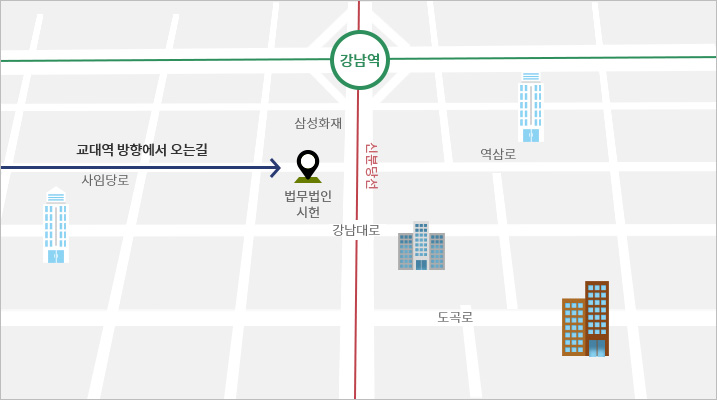 강남역
삼성화재
신분당선
교대역 방향에서 오는길
역삼로
사임당로
법무법인
시헌
강남대로
도곡로